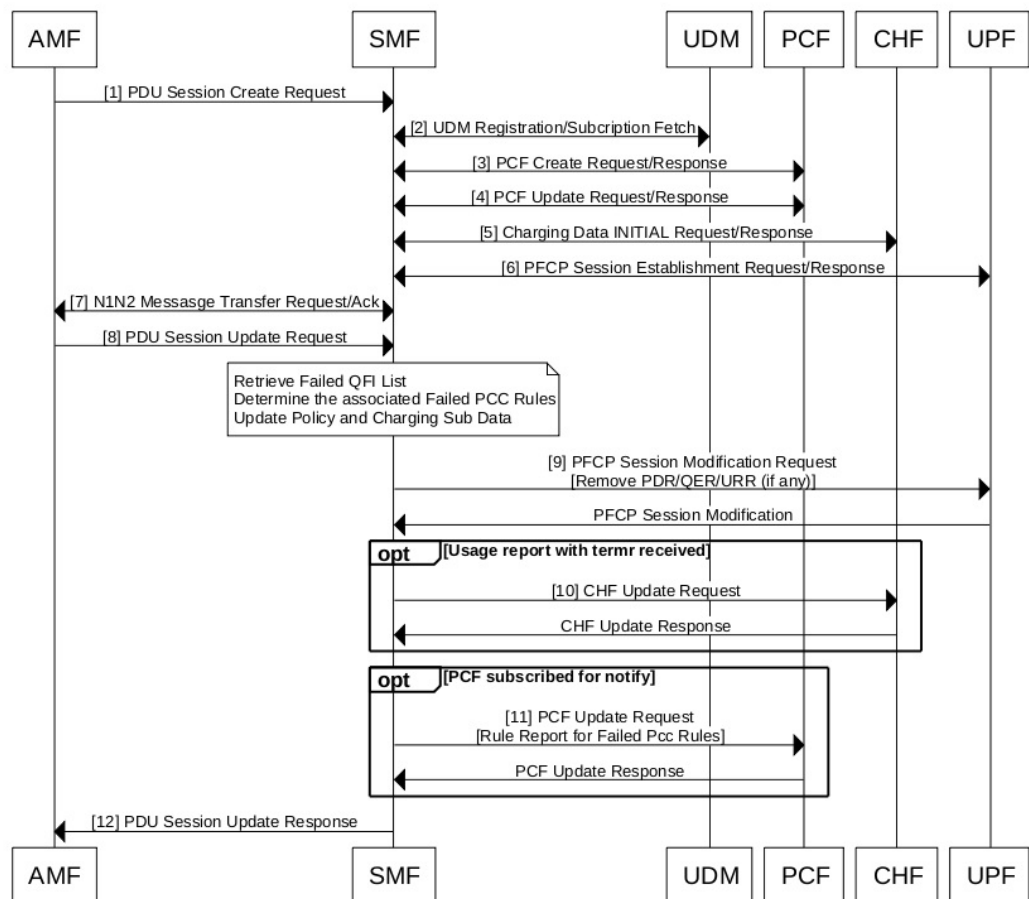 AMF SMF UDM PCF CHF UPF
[1] PDU Session Create Request
[2] UDM Registration/Subcription Fetch
[3] PCF Create Request/Response
[4] PCF Update Request/Response
[5] Charging Data INITIAL Request/Response
[6] PFCP Session Establishment Request/Response
[7] N1N2 Messasge Transfer Request/Ack
[8] PDU Session Update Request
Retrieve Failed QFI List
Determine the associated Failed PCC Rules
Update Policy and Charging Sub Data
[9] PFCP Session Modification Request
[Remove PDR/QER/URR (if any)]
PFCP Session Modification
opt [Usage report with termr received]
[10] CHF Update Request
CHF Update Response
opt [PCF subscribed for notify]
[11] PCF Update Request
[Rule Report for Failed Pcc Rules]
PCF Update Response
[12] PDU Session Update Response
AMF SMF UDM PCF CHF UPF